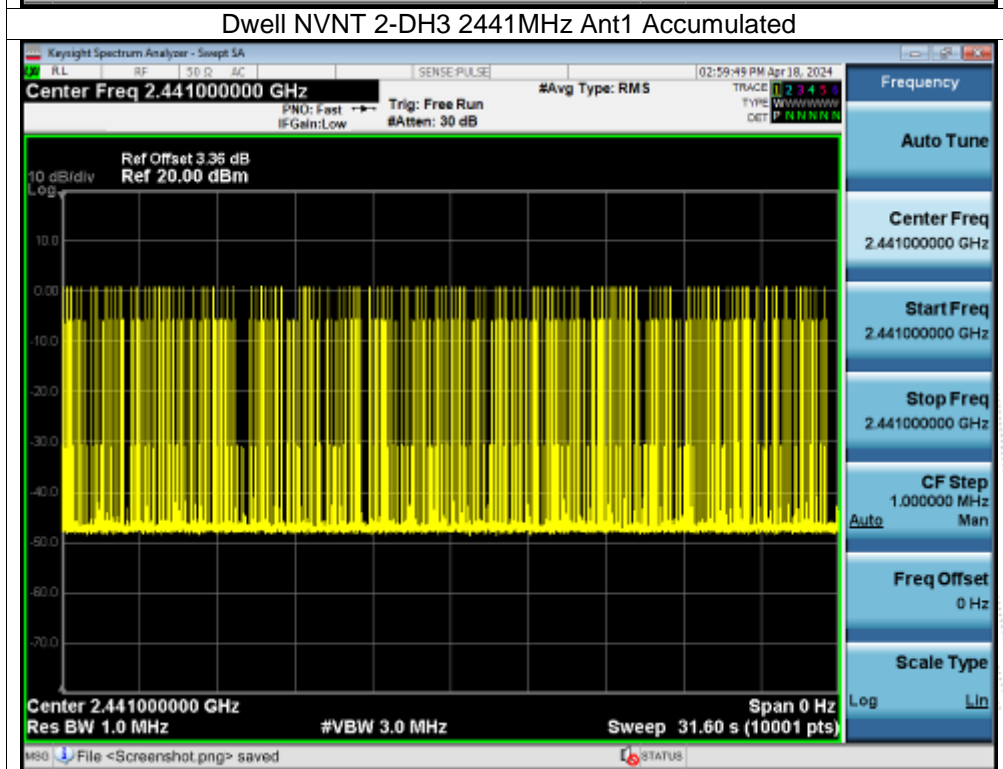 Dwell NVNT 2-DH3 2441MHz Ant1 Accumulated
Keysight Spectrum Analyzer - Swept SA
RL RF 50 Ω AC SENSE:PULSE 02:59:49 PM Apr 18, 2024
Center Freq 2.441000000 GHz
#Avg Type: RMS
TRACE 1 2 3 4 5 6
PNO: Fast
Trig: Free Run
TYPE WWWWWW
IFGain:Low
#Atten: 30 dB
DET P N N N N N
Ref Offset 3.36 dB
10 dB/div Ref 20.00 dBm
Log
10.0
0.00
-10.0
-20.0
-30.0
-40.0
-50.0
-60.0
-70.0
Center 2.441000000 GHz Span 0 Hz
Res BW 1.0 MHz #VBW 3.0 MHz Sweep 31.60 s (10001 pts)
MSG File <Screenshot.png> saved STATUS
Frequency
Auto Tune
Center Freq
2.441000000 GHz
Start Freq
2.441000000 GHz
Stop Freq
2.441000000 GHz
CF Step
1.000000 MHz
Auto Man
Freq Offset
0 Hz
Scale Type
Log Lin